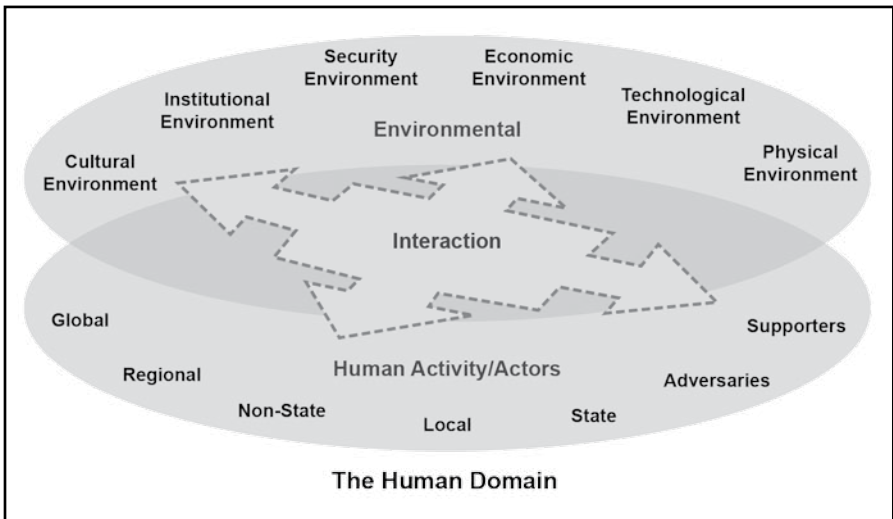 Security
Environment
Economic
Environment
Institutional
Environment
Technological
Environment
Environmental
Cultural
Environment
Physical
Environment
Interaction
Global
Supporters
Regional
Human Activity/Actors
Adversaries
Non-State
Local
State
The Human Domain